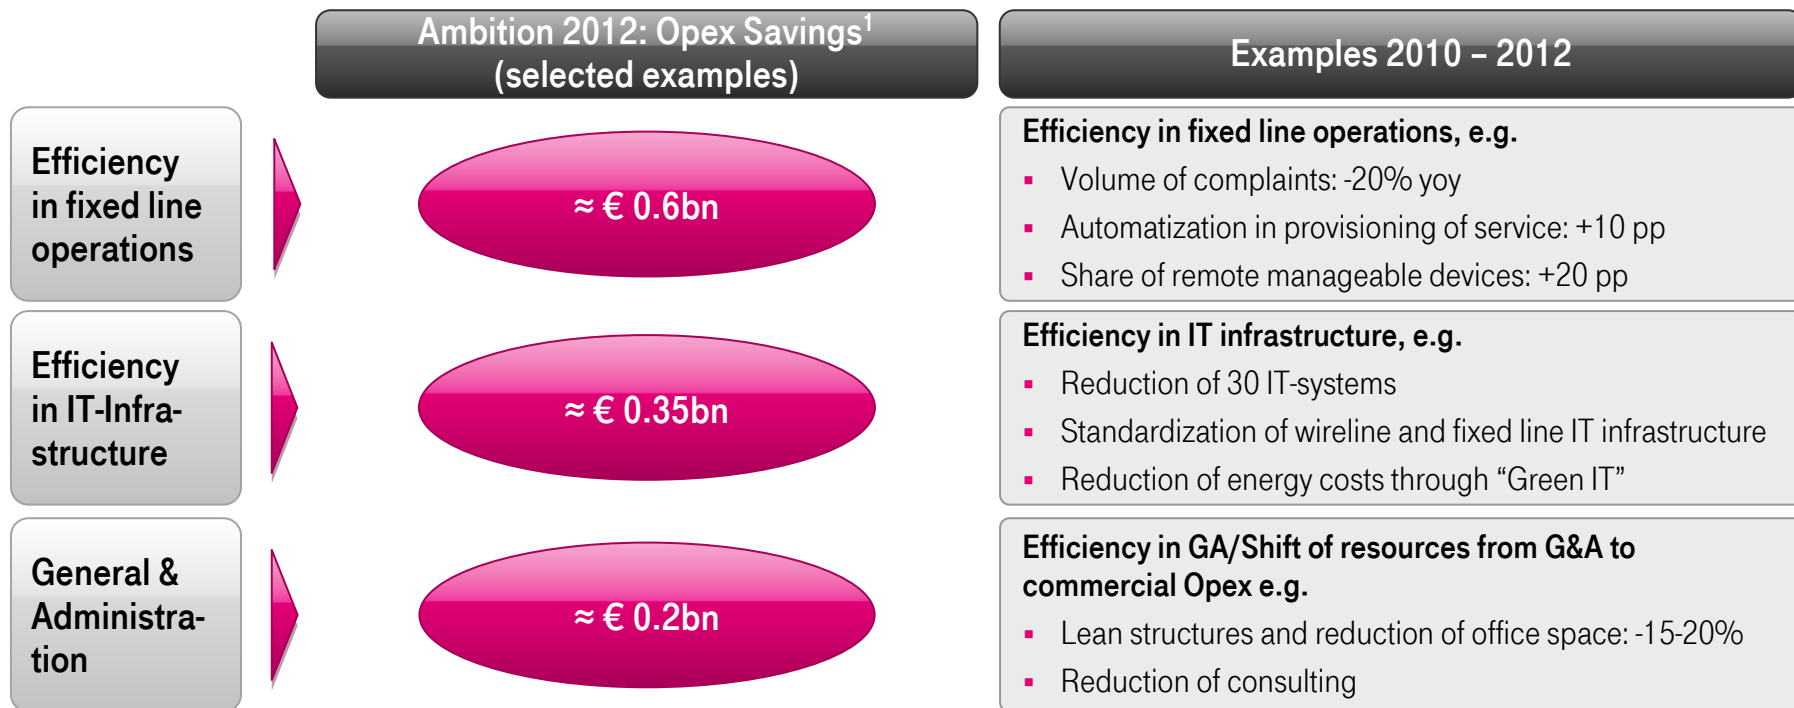 Ambition 2012: Opex Savings¹
(selected examples)
Examples 2010 – 2012
Efficiency
in fixed line
operations
≈ € 0.6bn
Efficiency in fixed line operations, e.g.
▪ Volume of complaints: -20% yoy
▪ Automatization in provisioning of service: +10 pp
▪ Share of remote manageable devices: +20 pp
Efficiency
in IT-Infra-
structure
≈ € 0.35bn
Efficiency in IT infrastructure, e.g.
▪ Reduction of 30 IT-systems
▪ Standardization of wireline and fixed line IT infrastructure
▪ Reduction of energy costs through “Green IT”
General &
Administra-
tion
≈ € 0.2bn
Efficiency in GA/Shift of resources from G&A to
commercial Opex e.g.
▪ Lean structures and reduction of office space: -15-20%
▪ Reduction of consulting